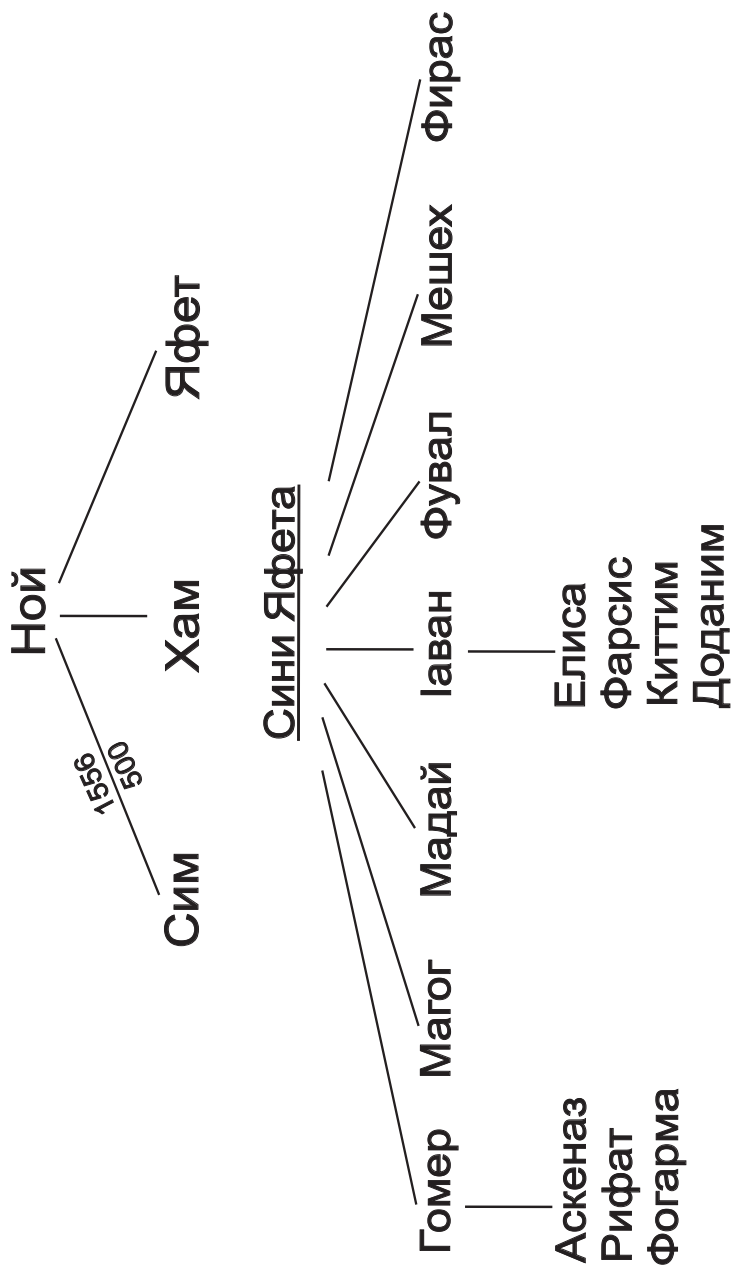 Ной
1556
500
Сим Хам Яфет
Сини Яфета
Гомер Магог Мадай Іаван Фувал Мешех Фирас
Аскеназ
Рифат
Фогарма
Елиса
Фарсис
Киттим
Доданим